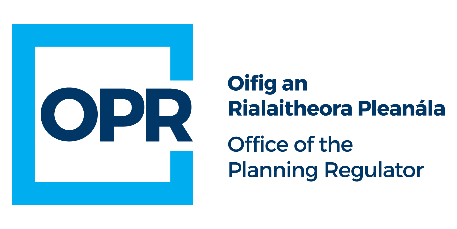 OPR
Oifig an
Rialaitheora Pleanála
Office of the
Planning Regulator